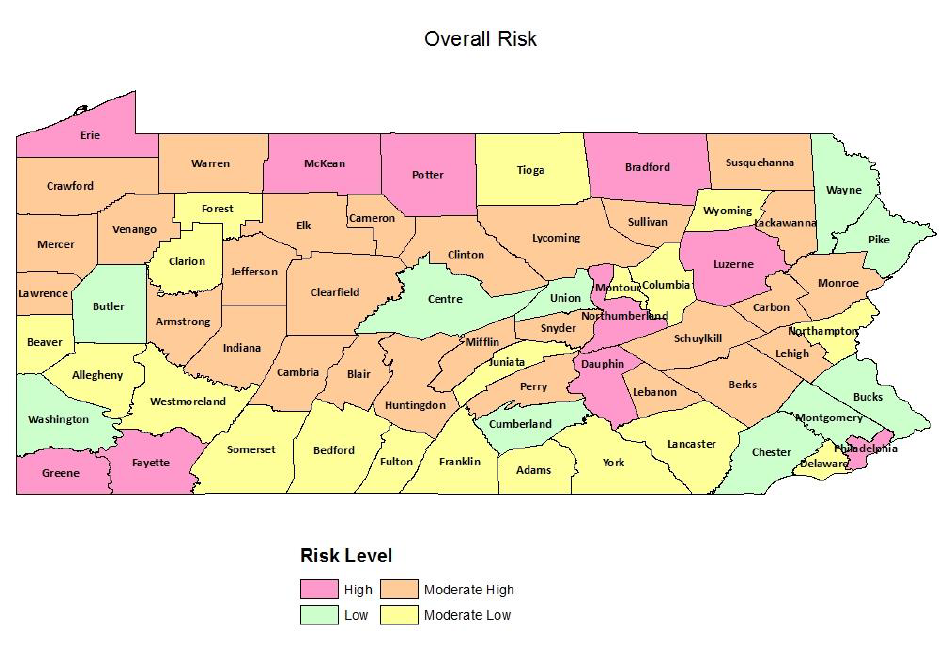 Overall Risk
Erie
Warren
McKean
Potter
Tioga
Bradford
Susquehanna
Wayne
Crawford
Forest
Elk
Cameron
Sullivan
Wyoming
Lackawanna
Mercer
Venango
Lycoming
Pike
Clarion
Jefferson
Clinton
Luzerne
Lawrence
Butler
Clearfield
Centre
Union
Montour
Columbia
Monroe
Armstrong
Snyder
Northumberland
Carbon
Beaver
Indiana
Mifflin
Schuylkill
Northampton
Allegheny
Cambria
Blair
Juniata
Dauphin
Lehigh
Westmoreland
Huntingdon
Perry
Lebanon
Berks
Bucks
Washington
Cumberland
Montgomery
Somerset
Bedford
Fulton
Franklin
Adams
York
Lancaster
Chester
Philadelphia
Delaware
Greene
Fayette
Risk Level
High
Moderate High
Low
Moderate Low